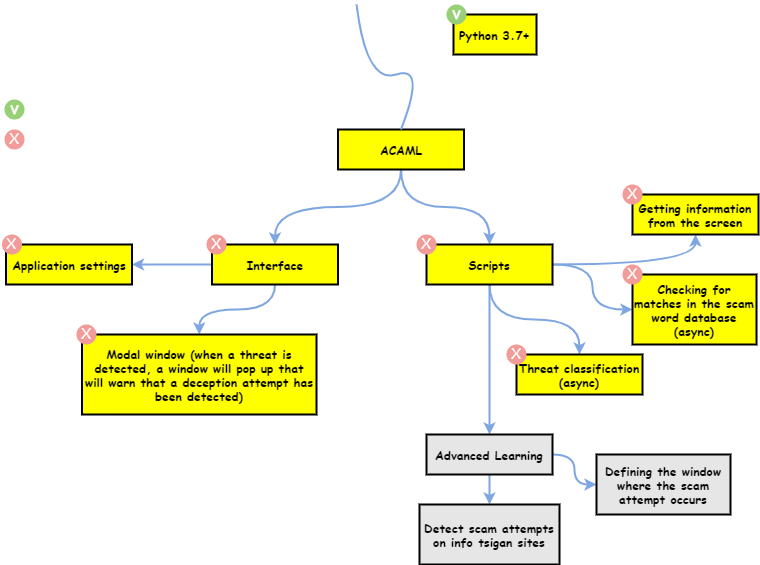 V
Python 3.7+
V
X
ACAML
X
Getting information
from the screen
X
Application settings
X
Interface
X
Scripts
X
Checking for
matches in the scam
word database
(async)
X
Modal window (when a threat is
detected, a window will pop up that
will warn that a deception attempt has
been detected)
X
Threat classification
(async)
Advanced Learning
Defining the window
where the scam
attempt occurs
Detect scam attempts
on info tsigan sites